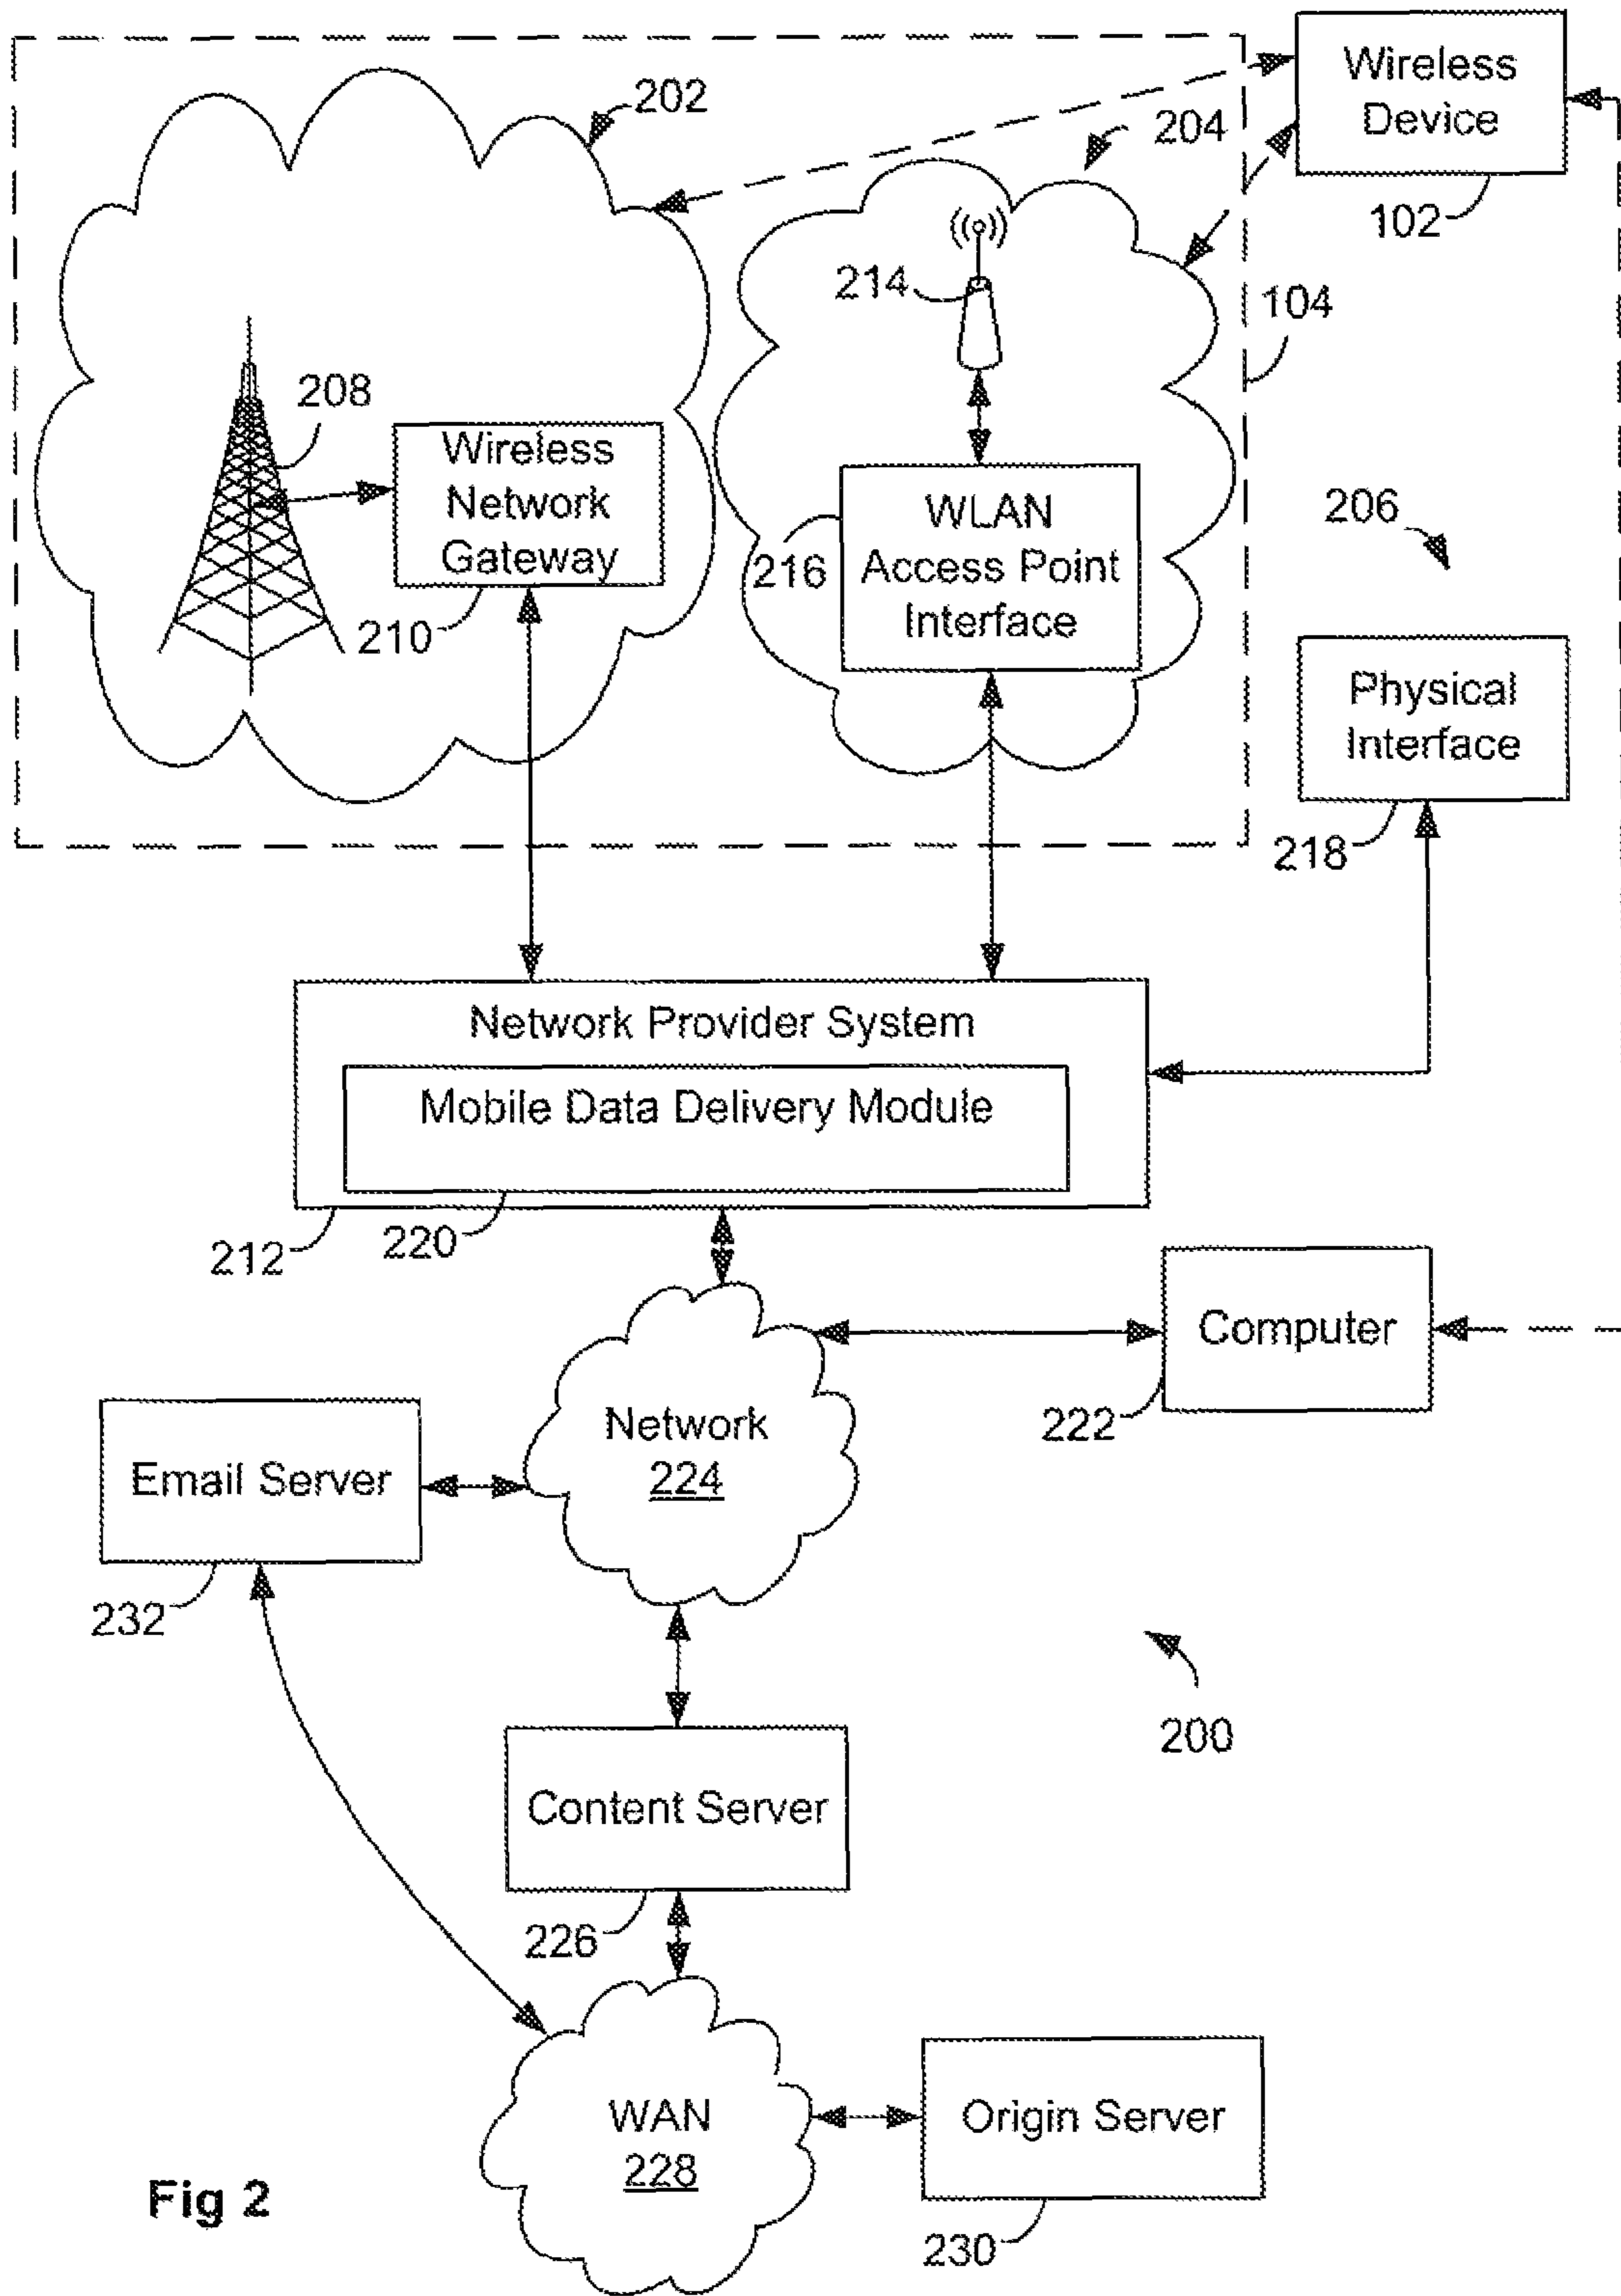 Wireless
Device
102
202
204
214
104
208
Wireless
Network
Gateway
210
216
WLAN
Access Point
Interface
206
Physical
Interface
218
Network Provider System
Mobile Data Delivery Module
212
220
Computer
222
Network
224
Email Server
232
200
Content Server
226
WAN
228
Origin Server
230
Fig 2